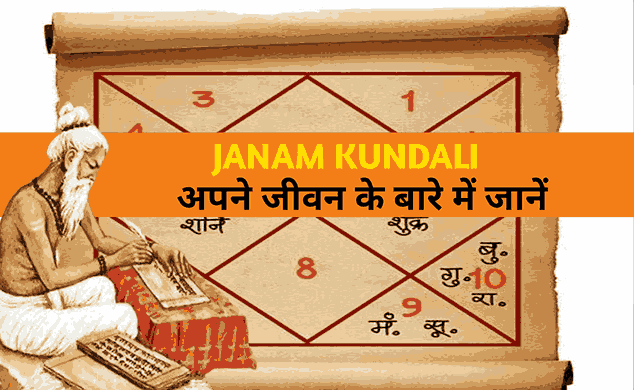 3 1
JANAM KUNDALI
अपने जीवन के बारे में जानें
शनि शुक्र
बु.
8 गु. 10
रा.
9
मं. सू.